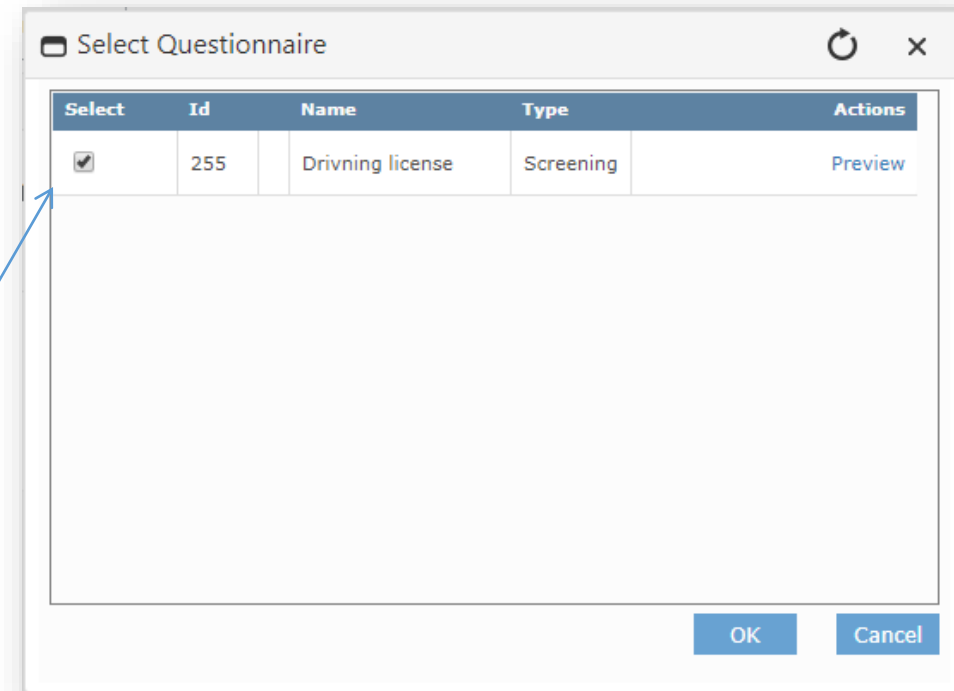 Select Questionnaire
Select Id Name Type Actions
255 Drivning license Screening Preview
OK Cancel